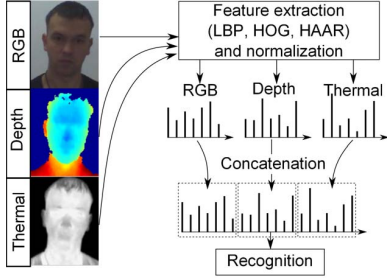 RGB
Depth
Thermal
Feature extraction
(LBP, HOG, HAAR)
and normalization
RGB
Depth
Thermal
Concatenation
Recognition